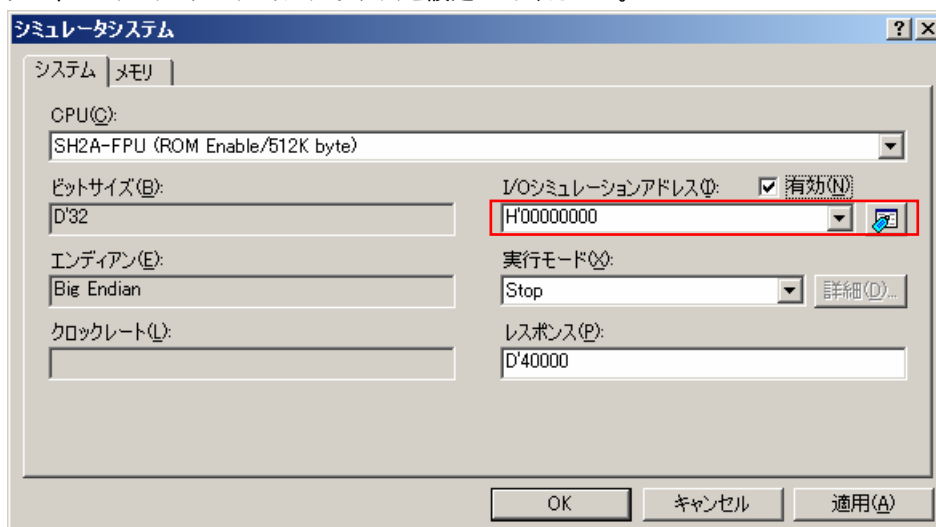 シミュレータシステム
システム
メモリ
CPU(C):
SH2A-FPU (ROM Enable/512K byte)
ビットサイズ(B):
D'32
I/Oシミュレーションアドレス(I):
有効(N)
H'00000000
エンディアン(E):
Big Endian
実行モード(X):
Stop
詳細(D)...
クロックレート(L):
レスポンス(P):
D'40000
OK
キャンセル
適用(A)